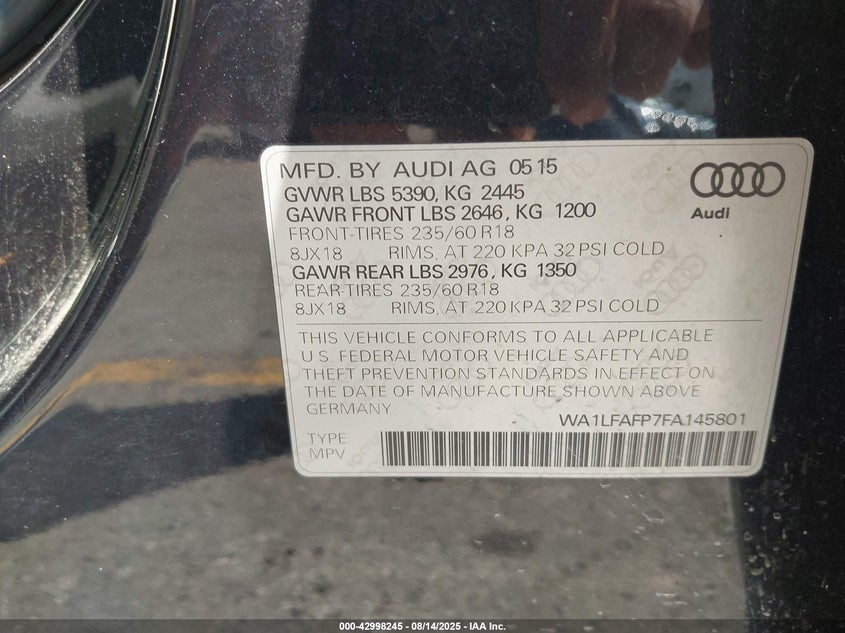 MFD. BY AUDI AG 05 15
GVWR LBS 5390, KG 2445
GAWR FRONT LBS 2646, KG 1200
FRONT-TIRES 235/60 R18
8JX18 RIMS, AT 220 KPA 32 PSI COLD
GAWR REAR LBS 2976, KG 1350
REAR-TIRES 235/60 R18
8JX18 RIMS, AT 220 KPA 32 PSI COLD
Audi
THIS VEHICLE CONFORMS TO ALL APPLICABLE
U.S. FEDERAL MOTOR VEHICLE SAFETY AND
THEFT PREVENTION STANDARDS IN EFFECT ON
THE DATE OF MANUFACTURE SHOWN ABOVE
GERMANY
WA1LFAFP7FA145801
TYPE
MPV
000-42998245 - 08/14/2025 - IAA Inc.